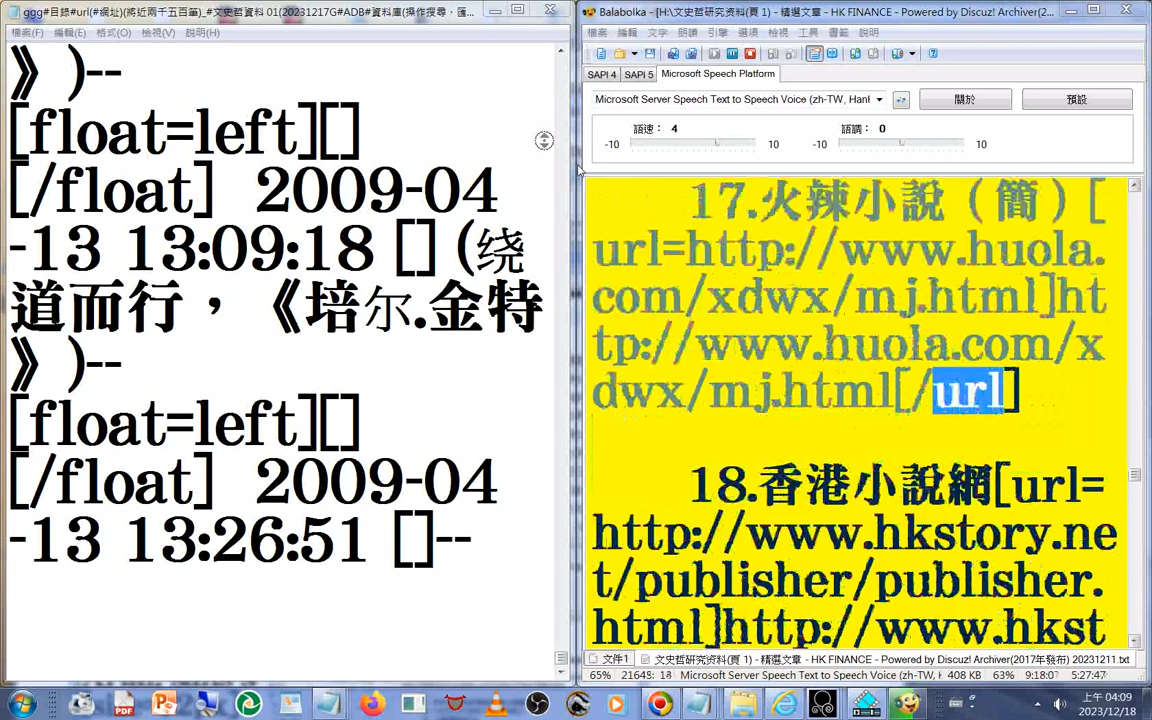 ggg#目錄#url(#網址)(將近兩千五百筆)_#文史哲資料 01(20231217G#ADB#資料庫(操作搜尋、匯...
檔案(F) 編輯(E) 格式(O) 檢視(V) 說明(H)
》)--
[float=left][]
[/float] 2009-04
-13 13:09:18 [] (绕
道而行，《培尔.金特
》)--
[float=left][]
[/float] 2009-04
-13 13:26:51 []--
Balabolka - [H:\文史哲研究资料(頁 1) - 精選文章 - HK FINANCE - Powered by Discuz! Archiver(2...
檔案 編輯 文字 朗讀 引擎 選項 檢視 工具 書籤 說明
SAPI 4 SAPI 5 Microsoft Speech Platform
Microsoft Server Speech Text to Speech Voice (zh-TW, Hanl
關於 預設
語速： 4 語調： 0
-10 10 -10 10
17.火辣小說（簡）[
url=http://www.huola.
com/xdwx/mj.html]ht
tp://www.huola.com/x
dwx/mj.html[/url]
18.香港小說網[url=
http://www.hkstory.ne
t/publisher/publisher.
html]http://www.hkst
文件1 文史哲研究资料(頁 1) - 精選文章 - HK FINANCE - Powered by Discuz! Archiver(2017年發布) 20231211.txt
65% 21648: 18 Microsoft Server Speech Text to Speech Voice (zh-TW, H 408 KB 63% 9:18:07 5:27:47
上午 04:09
2023/12/18